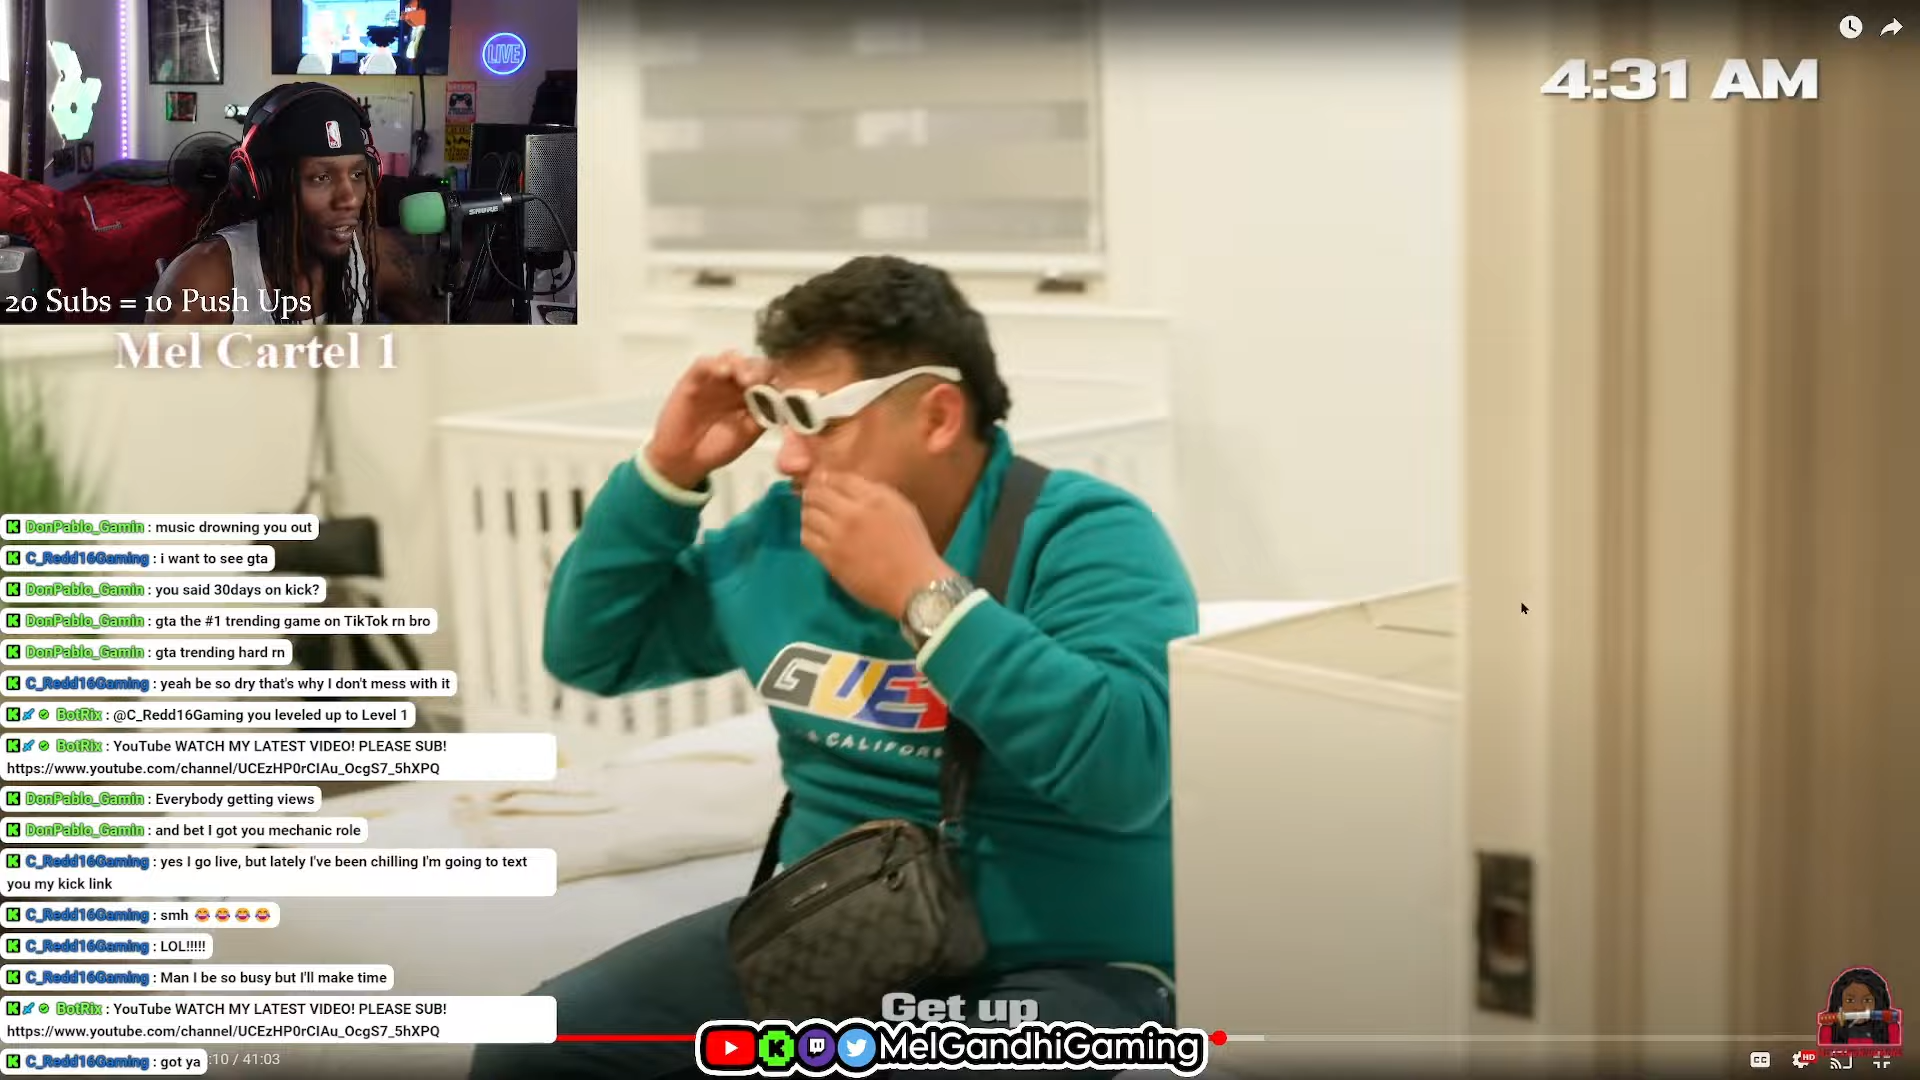 4:31 AM
LIVE
SHURE
20 Subs = 10 Push Ups
Mel Cartel 1
DonPablo_Gamin : music drowning you out
C_Redd16Gaming : i want to see gta
DonPablo_Gamin : you said 30days on kick?
DonPablo_Gamin : gta the #1 trending game on TikTok rn bro
DonPablo_Gamin : gta trending hard rn
C_Redd16Gaming : yeah be so dry that's why I don't mess with it
BotRix : @C_Redd16Gaming you leveled up to Level 1
BotRix : YouTube WATCH MY LATEST VIDEO! PLEASE SUB!
https://www.youtube.com/channel/UCEzHP0rCIAu_OcgS7_5hXPQ
DonPablo_Gamin : Everybody getting views
DonPablo_Gamin : and bet I got you mechanic role
C_Redd16Gaming : yes I go live, but lately I've been chilling I'm going to text
you my kick link
C_Redd16Gaming : smh 😂 😂 😂 😂
C_Redd16Gaming : LOL!!!!!
C_Redd16Gaming : Man I be so busy but I'll make time
BotRix : YouTube WATCH MY LATEST VIDEO! PLEASE SUB!
https://www.youtube.com/channel/UCEzHP0rCIAu_OcgS7_5hXPQ
C_Redd16Gaming : got ya
:10 / 41:03
GUES
CALIFOR
Get up
MelGandhiGaming
CC
HD